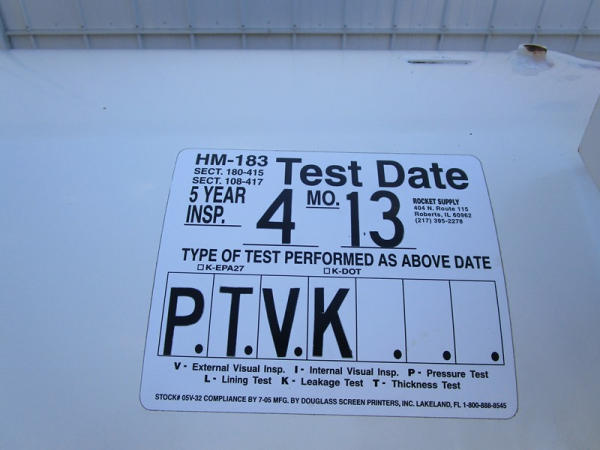 HM-183 Test Date
SECT. 180-415
SECT. 108-417
5 YEAR INSP. 4 MO. 13
ROCKET SUPPLY
404 N. Route 115
Roberts, IL 60962
(217) 395-2278
TYPE OF TEST PERFORMED AS ABOVE DATE
K-EPA27 K-DOT
P.T.V.K . . .
V - External Visual Insp. I - Internal Visual Insp. P - Pressure Test
L - Lining Test K - Leakage Test T - Thickness Test
STOCK# 05V-32 COMPLIANCE BY 7-05 MFG. BY DOUGLASS SCREEN PRINTERS, INC. LAKELAND, FL 1-800-888-8545